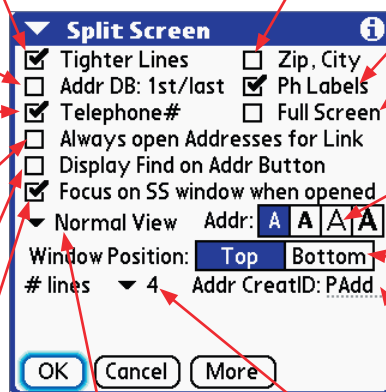 Split Screen
Tighter Lines Zip, City
Addr DB: 1st/last Ph Labels
Telephone# Full Screen
Always open Addresses for Link
Display Find on Addr Button
Focus on SS window when opened
Normal View Addr: A A A A
Window Position: Top Bottom
# lines 4 Addr CreatID: PAdd
OK Cancel More